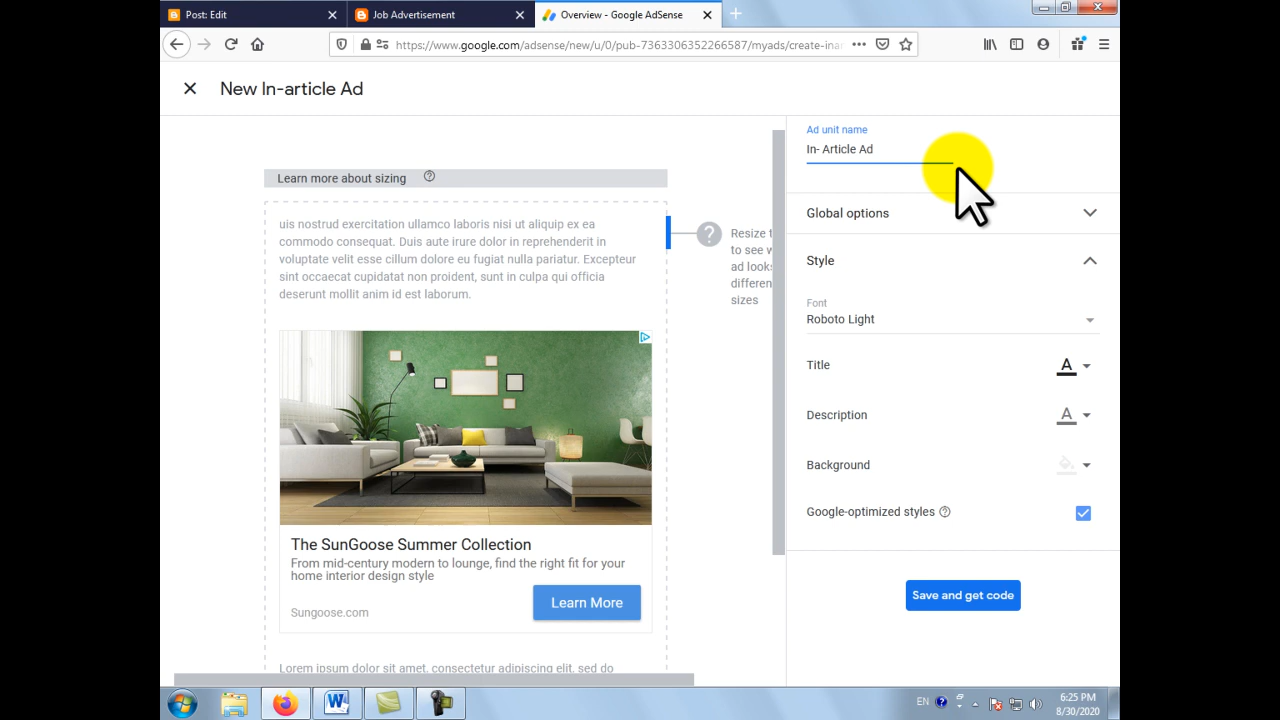 Post: Edit
Job Advertisement
Overview - Google AdSense
https://www.google.com/adsense/new/u/0/pub-7363306352266587/myads/create-ina
New In-article Ad
Learn more about sizing
uis nostrud exercitation ullamco laboris nisi ut aliquip ex ea
commodo consequat. Duis aute irure dolor in reprehenderit in
voluptate velit esse cillum dolore eu fugiat nulla pariatur. Excepteur
sint occaecat cupidatat non proident, sunt in culpa qui officia
deserunt mollit anim id est laborum.
Resize t
to see w
ad looks
differen
sizes
The SunGoose Summer Collection
From mid-century modern to lounge, find the right fit for your
home interior design style
Learn More
Sungoose.com
Lorem ipsum dolor sit amet, consectetur adipiscing elit, sed do
Ad unit name
In- Article Ad
Global options
Style
Font
Roboto Light
Title
A
Description
A
Background
Google-optimized styles
Save and get code
EN
6:25 PM
8/30/2020